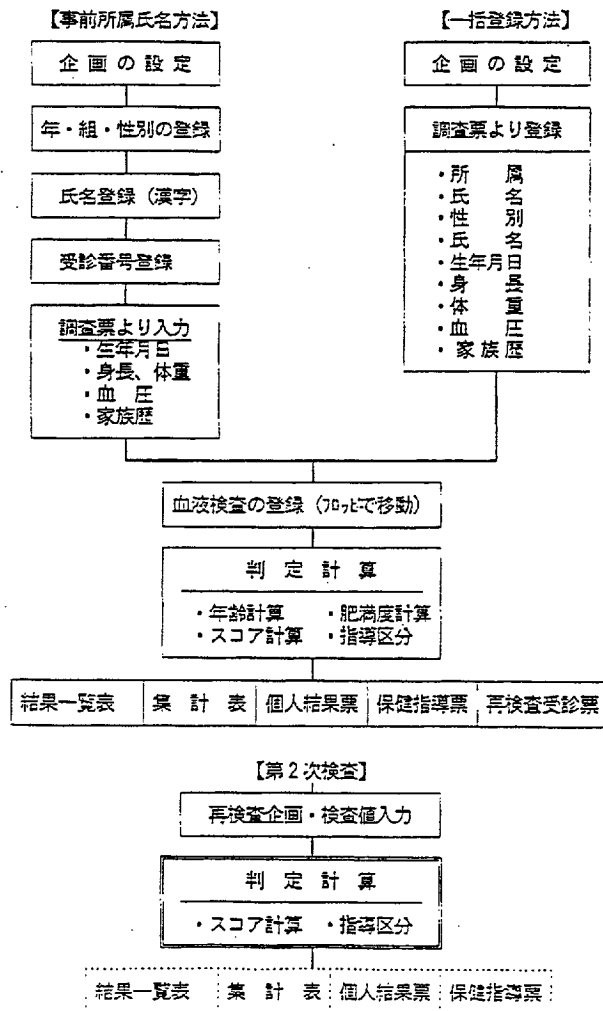 【事前所属氏名方法】
企画の設定
年・組・性別の登録
氏名登録（漢字）
受診番号登録
調査票より入力
・生年月日
・身長、体重
・血　圧
・家族歴
【一括登録方法】
企画の設定
調査票より登録
・所　　属
・氏　　名
・性　　別
・氏　　名
・生年月日
・身　　長
・体　　重
・血　　圧
・家族歴
血液検査の登録（フロッピで移動）
判　定　計　算
・年齢計算　・肥満度計算
・スコア計算　・指導区分
結果一覧表　集　計　表　個人結果票　保健指導票　再検査受診票
【第２次検査】
再検査企画・検査値入力
判　定　計　算
・スコア計算　・指導区分
結果一覧表　集　計　表　個人結果票　保健指導票